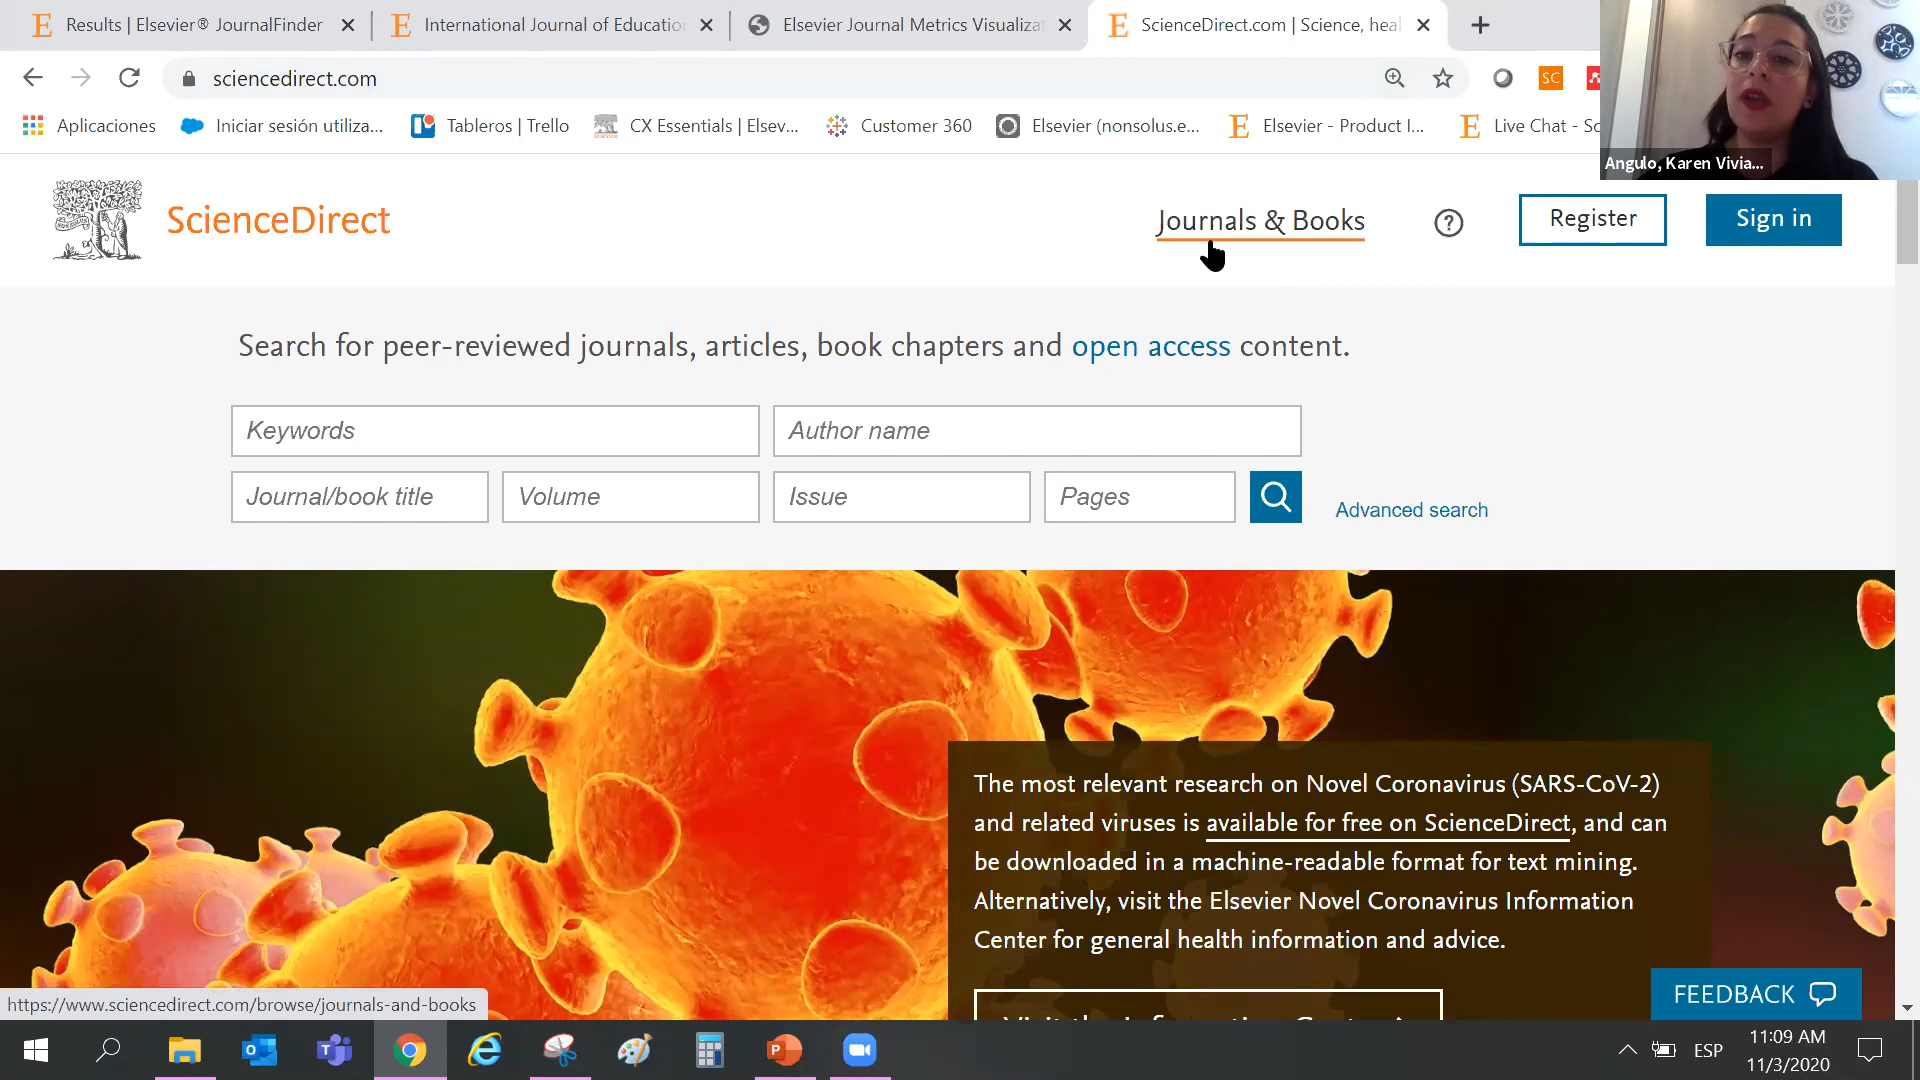 Results | Elsevier® JournalFinder
International Journal of Educatio
Elsevier Journal Metrics Visualiza
ScienceDirect.com | Science, heal
sciencedirect.com
SC
Aplicaciones
Iniciar sesión utiliza...
Tableros | Trello
CX Essentials | Elsev...
Customer 360
Elsevier (nonsolus.e...
Elsevier - Product I...
Live Chat - Sc
Angulo, Karen Vivia...
ScienceDirect
Journals & Books
Register
Sign in
Search for peer-reviewed journals, articles, book chapters and open access content.
Keywords
Author name
Journal/book title
Volume
Issue
Pages
Advanced search
The most relevant research on Novel Coronavirus (SARS-CoV-2)
and related viruses is available for free on ScienceDirect, and can
be downloaded in a machine-readable format for text mining.
Alternatively, visit the Elsevier Novel Coronavirus Information
Center for general health information and advice.
Visit the Information Center
FEEDBACK
https://www.sciencedirect.com/browse/journals-and-books
ESP
11:09 AM
11/3/2020